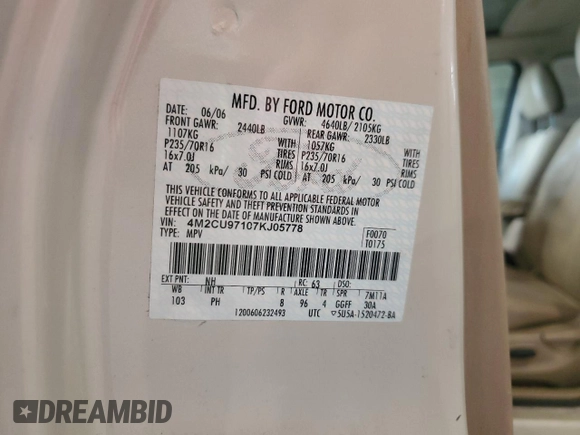 MFD. BY FORD MOTOR CO.
DATE: 06/06 GVWR: 4640LB/ 2105KG
FRONT GAWR: 2440LB REAR GAWR: 2330LB
1107KG WITH 1057KG WITH
P235/70R16 TIRES P235/70R16 TIRES
16x7.0J RIMS 16x7.0J RIMS
AT 205 kPa/ 30 PSI COLD AT 205 kPa/ 30 PSI COLD
THIS VEHICLE CONFORMS TO ALL APPLICABLE FEDERAL MOTOR
VEHICLE SAFETY AND THEFT PREVENTION STANDARDS IN
EFFECT ON THE DATE OF MANUFACTURE SHOWN ABOVE.
VIN: 4M2CU97107KJ05778 F0070
TYPE: MPV T0175
EXT PNT: NH RC: 63 DSO:
WB INT TR TP/PS R AXLE TR SPR 7M11A
103 PH 8 96 4 GGFF 30A
1200606232493 UTC ▽5U5A-1520472-BA
DREAMBID